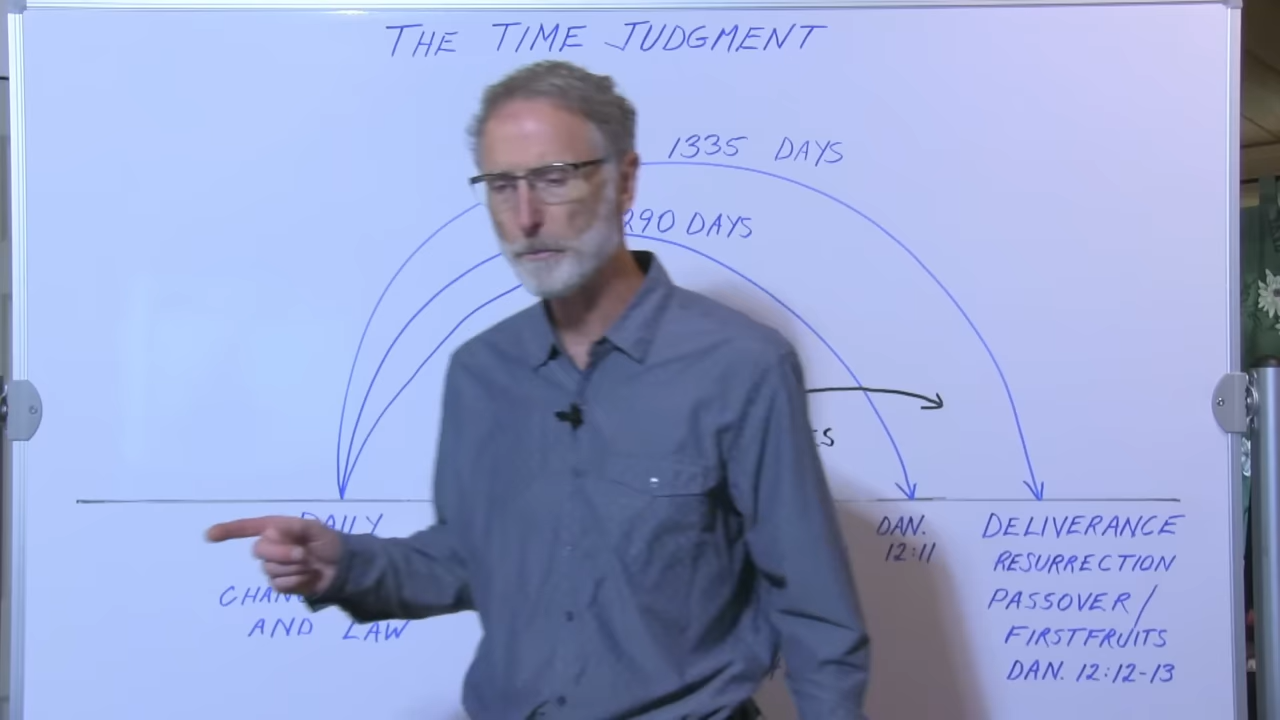 THE TIME JUDGMENT
1335 DAYS
290 DAYS
DAILY
AND LAW
DAN.
12:11
DELIVERANCE
RESURRECTION
PASSOVER/
FIRSTFRUITS
DAN. 12:12-13